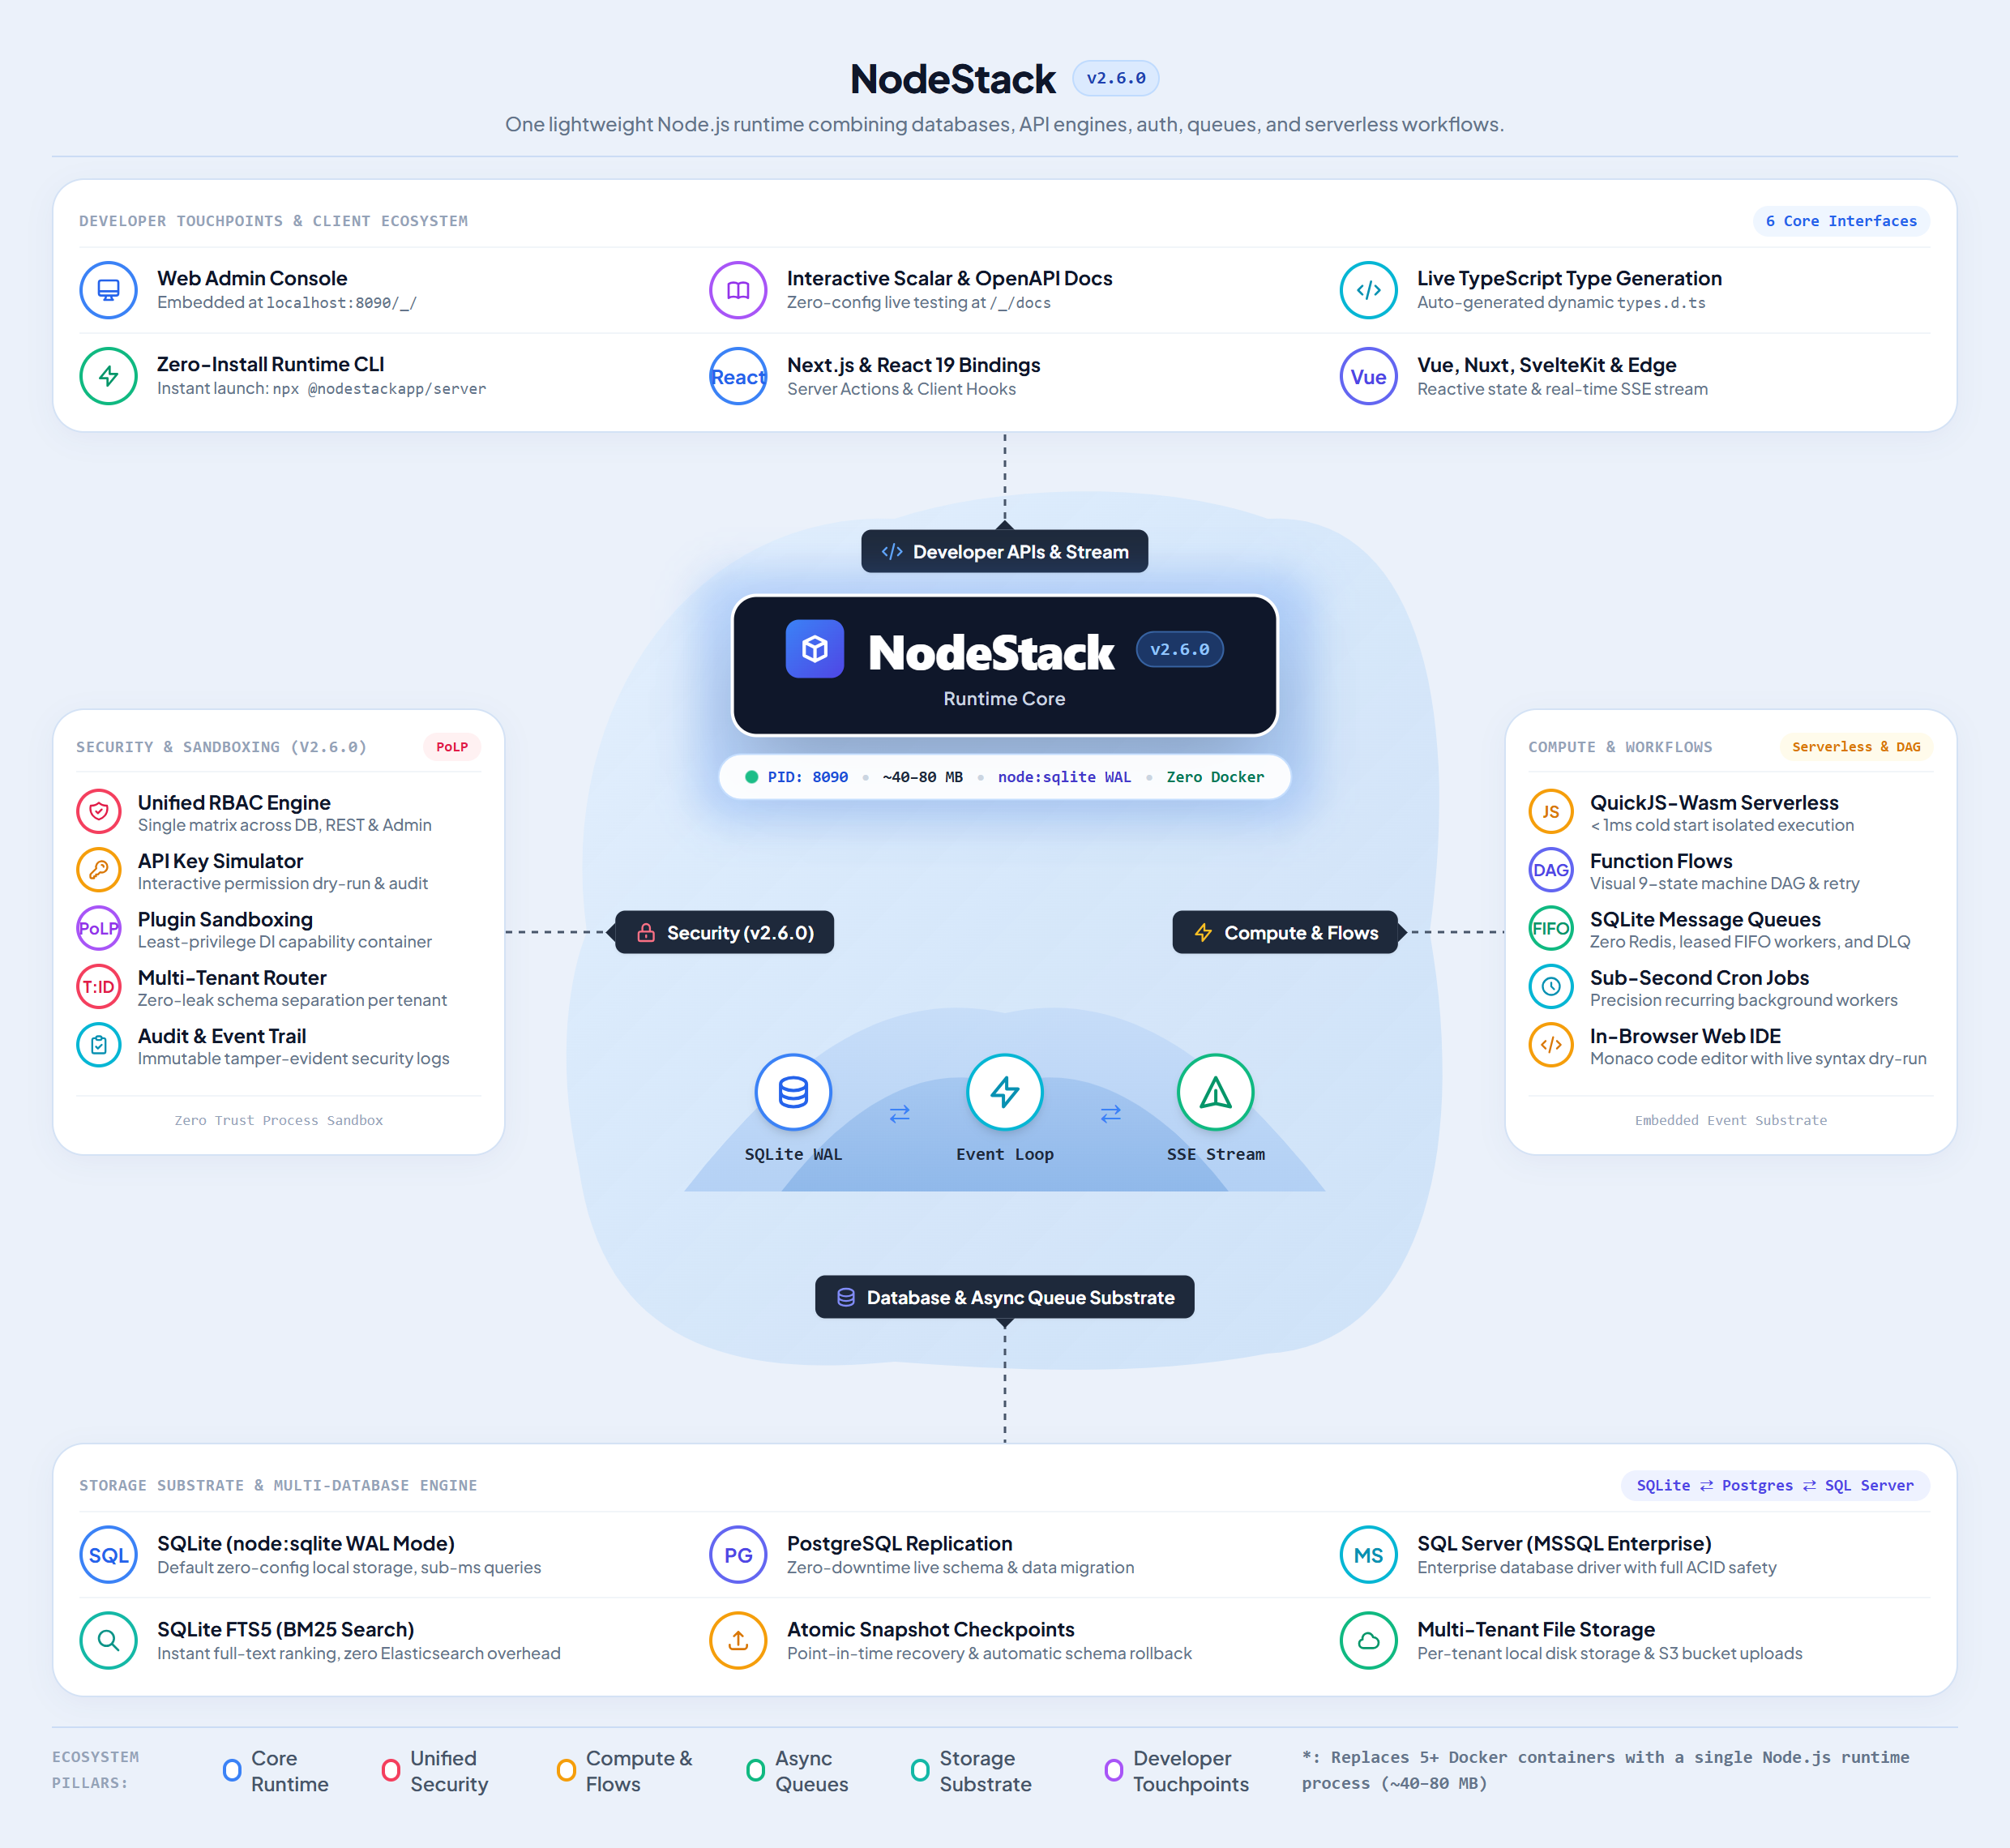 NodeStack v2.6.0
One lightweight Node.js runtime combining databases, API engines, auth, queues, and serverless workflows.
DEVELOPER TOUCHPOINTS & CLIENT ECOSYSTEM
6 Core Interfaces
Web Admin Console
Embedded at localhost:8090/_/
Interactive Scalar & OpenAPI Docs
Zero-config live testing at /_/docs
Live TypeScript Type Generation
Auto-generated dynamic types.d.ts
Zero-Install Runtime CLI
Instant launch: npx @nodestackapp/server
React
Next.js & React 19 Bindings
Server Actions & Client Hooks
Vue
Vue, Nuxt, SvelteKit & Edge
Reactive state & real-time SSE stream
Developer APIs & Stream
NodeStack v2.6.0
Runtime Core
PID: 8090 • ~40–80 MB • node:sqlite WAL • Zero Docker
SECURITY & SANDBOXING (V2.6.0)
PoLP
Unified RBAC Engine
Single matrix across DB, REST & Admin
API Key Simulator
Interactive permission dry-run & audit
PoLP
Plugin Sandboxing
Least-privilege DI capability container
T:ID
Multi-Tenant Router
Zero-leak schema separation per tenant
Audit & Event Trail
Immutable tamper-evident security logs
Zero Trust Process Sandbox
Security (v2.6.0)
Compute & Flows
COMPUTE & WORKFLOWS
Serverless & DAG
JS
QuickJS-Wasm Serverless
< 1ms cold start isolated execution
DAG
Function Flows
Visual 9-state machine DAG & retry
FIFO
SQLite Message Queues
Zero Redis, leased FIFO workers, and DLQ
Sub-Second Cron Jobs
Precision recurring background workers
In-Browser Web IDE
Monaco code editor with live syntax dry-run
Embedded Event Substrate
⇄ ⇄
SQLite WAL
Event Loop
SSE Stream
Database & Async Queue Substrate
STORAGE SUBSTRATE & MULTI-DATABASE ENGINE
SQLite ⇄ Postgres ⇄ SQL Server
SQL
SQLite (node:sqlite WAL Mode)
Default zero-config local storage, sub-ms queries
PG
PostgreSQL Replication
Zero-downtime live schema & data migration
MS
SQL Server (MSSQL Enterprise)
Enterprise database driver with full ACID safety
SQLite FTS5 (BM25 Search)
Instant full-text ranking, zero Elasticsearch overhead
Atomic Snapshot Checkpoints
Point-in-time recovery & automatic schema rollback
Multi-Tenant File Storage
Per-tenant local disk storage & S3 bucket uploads
ECOSYSTEM
PILLARS:
Core
Runtime
Unified
Security
Compute &
Flows
Async
Queues
Storage
Substrate
Developer
Touchpoints
*: Replaces 5+ Docker containers with a single Node.js runtime
process (~40–80 MB)